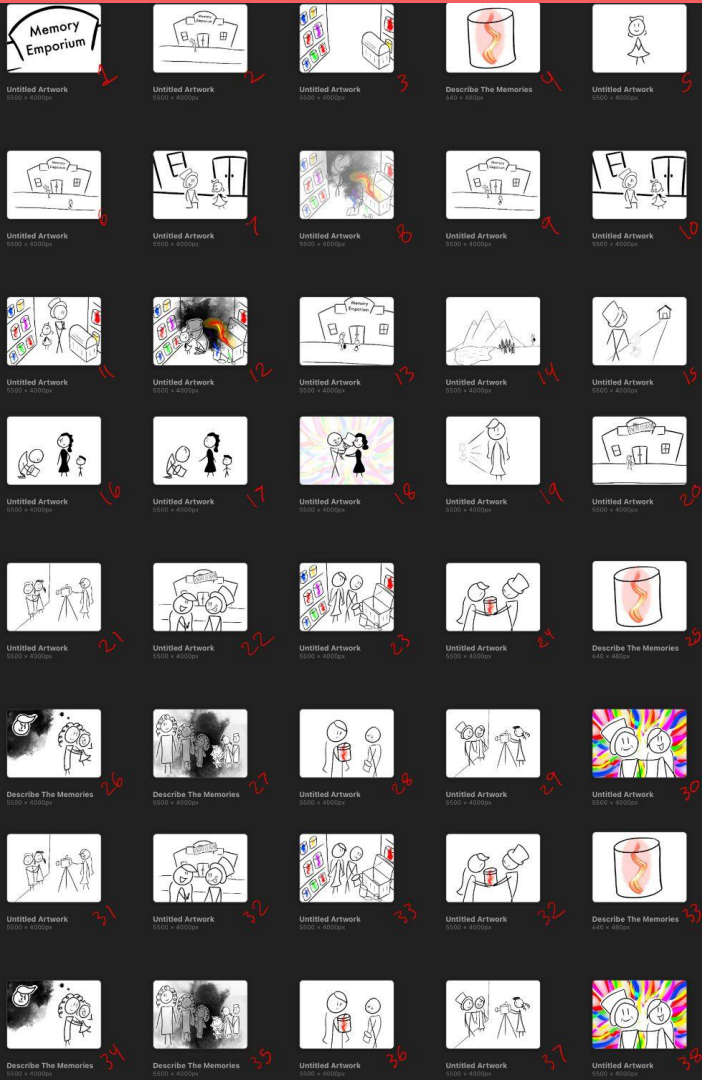 Memory
Emporium
1
Untitled Artwork
5500 × 4000px
Memory
Emporium
2
Untitled Artwork
5500 × 4000px
3
Untitled Artwork
5500 × 4000px
4
Describe The Memories
640 × 480px
5
Untitled Artwork
5500 × 4000px
Memory
Emporium
6
Untitled Artwork
5500 × 4000px
7
Untitled Artwork
5500 × 4000px
8
Untitled Artwork
5500 × 4000px
Memory
Emporium
9
Untitled Artwork
5500 × 4000px
10
Untitled Artwork
5500 × 4000px
11
Untitled Artwork
5500 × 4000px
12
Untitled Artwork
5500 × 4000px
Memory
Emporium
13
Untitled Artwork
5500 × 4000px
14
Untitled Artwork
5500 × 4000px
15
Untitled Artwork
5500 × 4000px
16
Untitled Artwork
5500 × 4000px
17
Untitled Artwork
5500 × 4000px
18
Untitled Artwork
5500 × 4000px
19
Untitled Artwork
5500 × 4000px
20
Untitled Artwork
5500 × 4000px
21
Untitled Artwork
5500 × 4000px
22
Untitled Artwork
5500 × 4000px
23
Untitled Artwork
5500 × 4000px
24
Untitled Artwork
5500 × 4000px
25
Describe The Memories
640 × 480px
26
Describe The Memories
5500 × 4000px
27
Describe The Memories
5500 × 4000px
28
Untitled Artwork
5500 × 4000px
29
Untitled Artwork
5500 × 4000px
30
Untitled Artwork
5500 × 4000px
31
Untitled Artwork
5500 × 4000px
32
Untitled Artwork
5500 × 4000px
33
Untitled Artwork
5500 × 4000px
32
Untitled Artwork
5500 × 4000px
33
Describe The Memories
640 × 480px
34
Describe The Memories
5500 × 4000px
35
Describe The Memories
5500 × 4000px
36
Untitled Artwork
5500 × 4000px
37
Untitled Artwork
5500 × 4000px
38
Untitled Artwork
5500 × 4000px